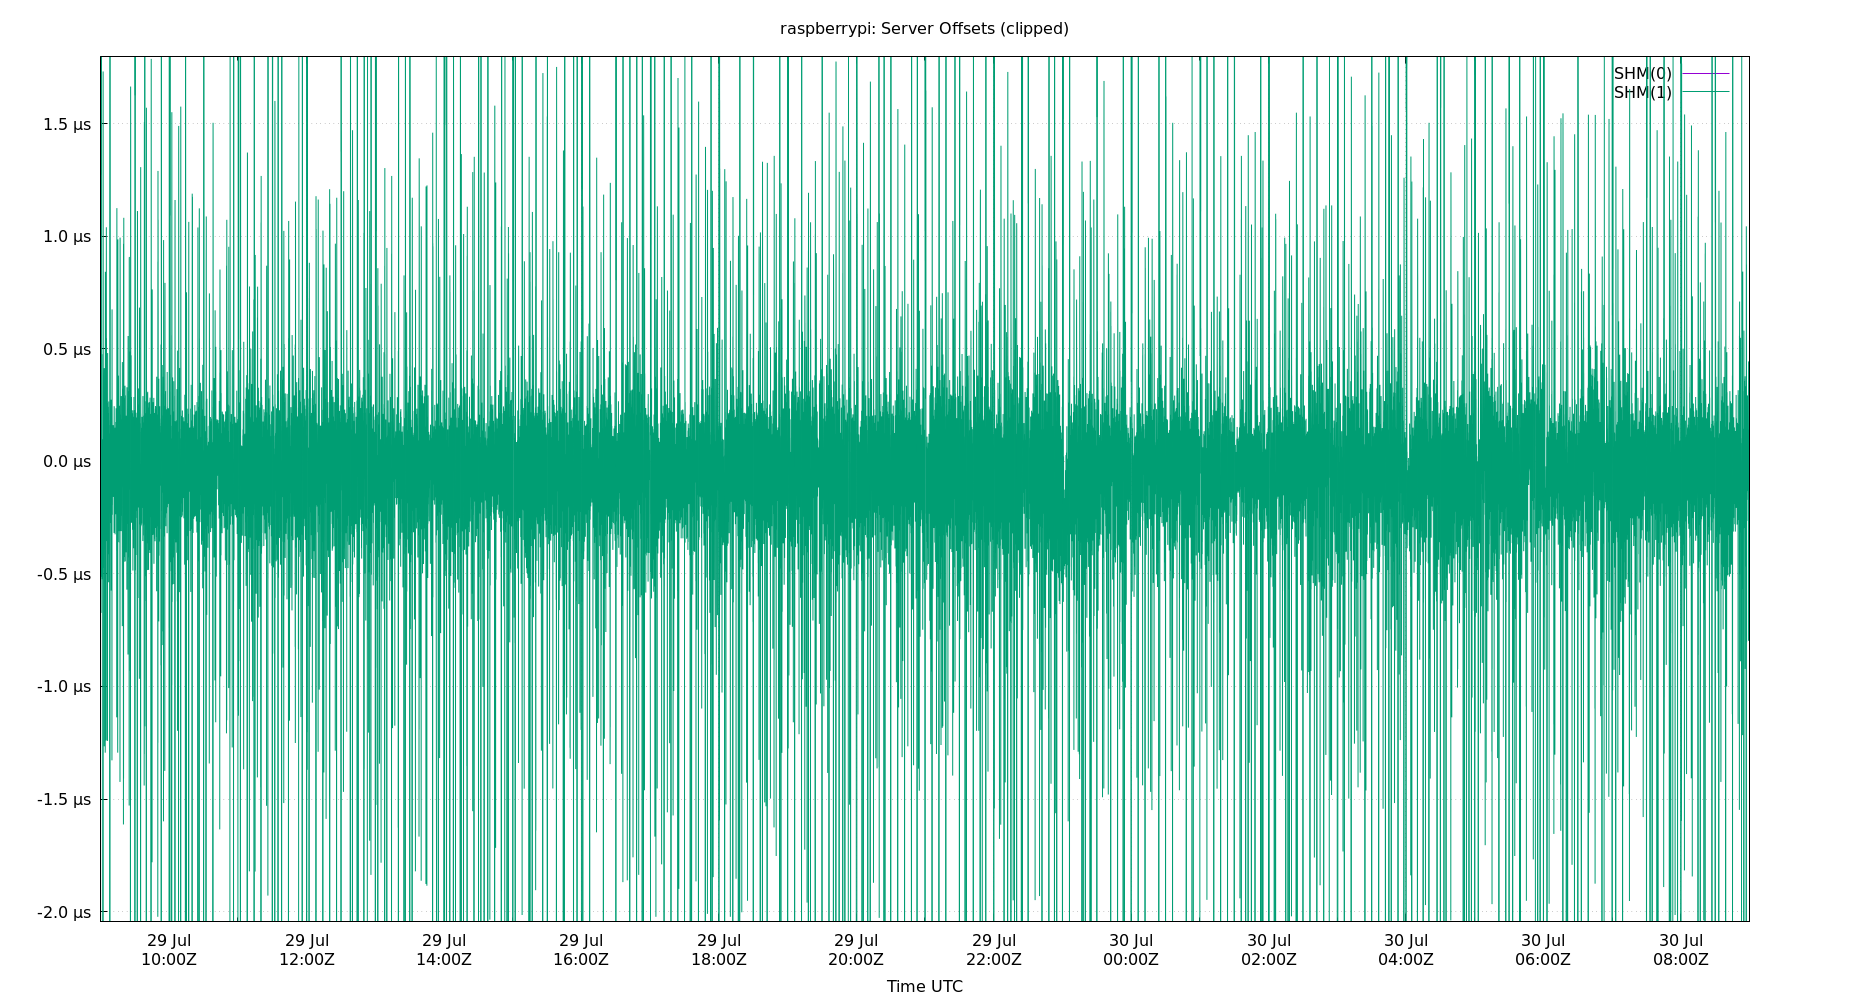 raspberrypi: Server Offsets (clipped)
SHM(0)
SHM(1)
1.5 µs
1.0 µs
0.5 µs
0.0 µs
-0.5 µs
-1.0 µs
-1.5 µs
-2.0 µs
29 Jul 29 Jul 29 Jul 29 Jul 29 Jul 29 Jul 29 Jul 30 Jul 30 Jul 30 Jul 30 Jul 30 Jul
10:00Z 12:00Z 14:00Z 16:00Z 18:00Z 20:00Z 22:00Z 00:00Z 02:00Z 04:00Z 06:00Z 08:00Z
Time UTC